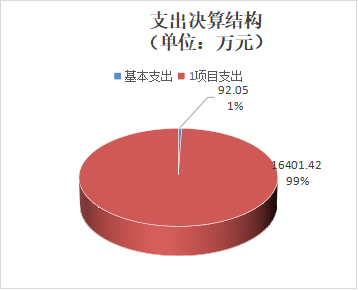 支出决算结构
（单位：万元）
基本支出 1项目支出
92.05
1%
16401.42
99%